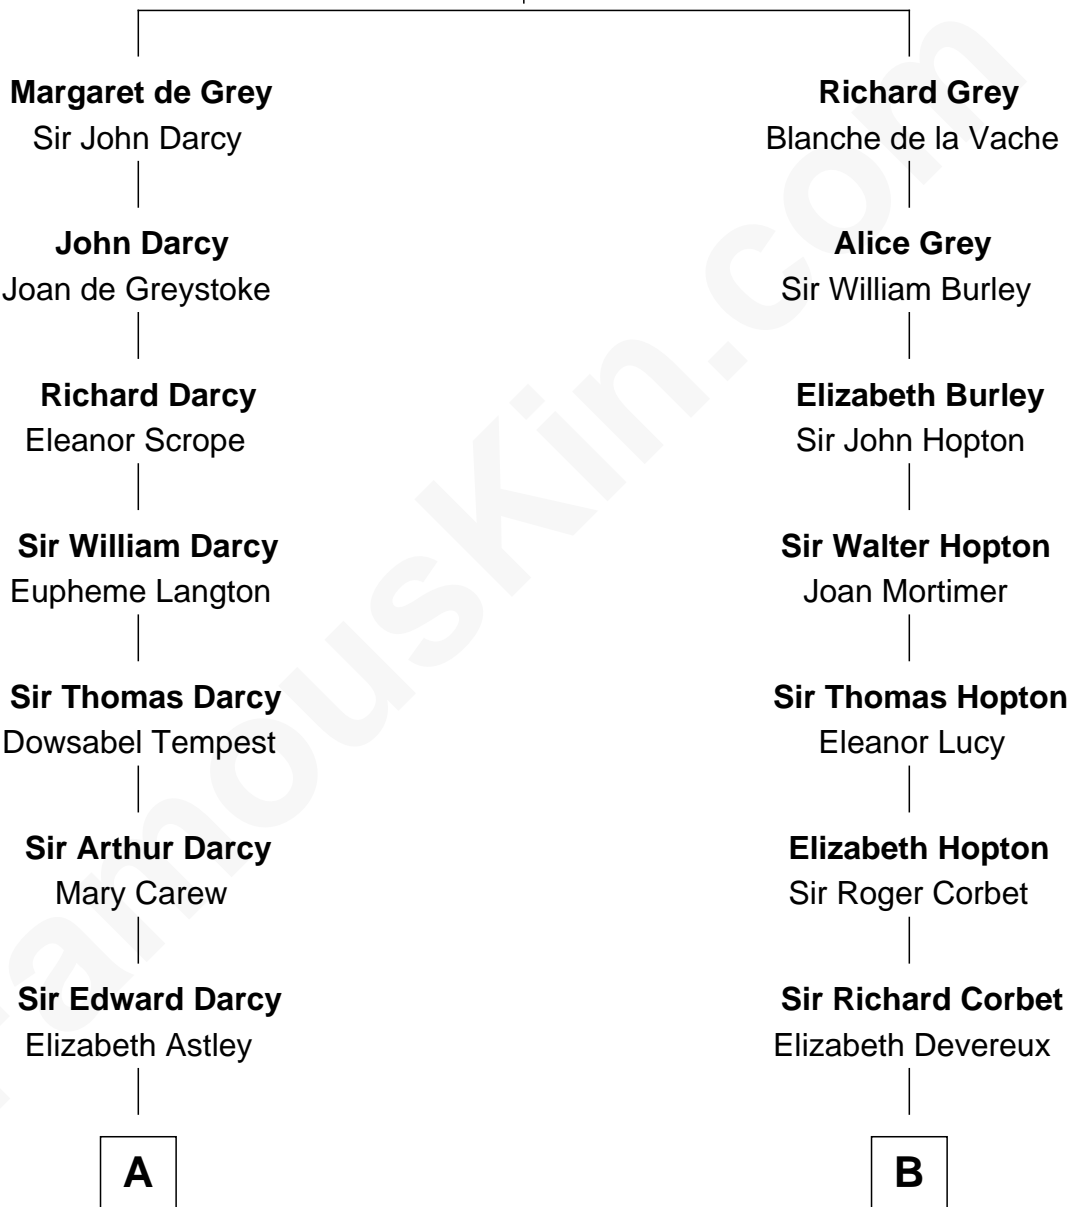 Margaret de Grey
Sir John Darcy
John Darcy
Joan de Greystoke
Richard Darcy
Eleanor Scrope
Sir William Darcy
Eupheme Langton
Sir Thomas Darcy
Dowsabel Tempest
Sir Arthur Darcy
Mary Carew
Sir Edward Darcy
Elizabeth Astley
A
Richard Grey
Blanche de la Vache
Alice Grey
Sir William Burley
Elizabeth Burley
Sir John Hopton
Sir Walter Hopton
Joan Mortimer
Sir Thomas Hopton
Eleanor Lucy
Elizabeth Hopton
Sir Roger Corbet
Sir Richard Corbet
Elizabeth Devereux
B
FamousKin.com